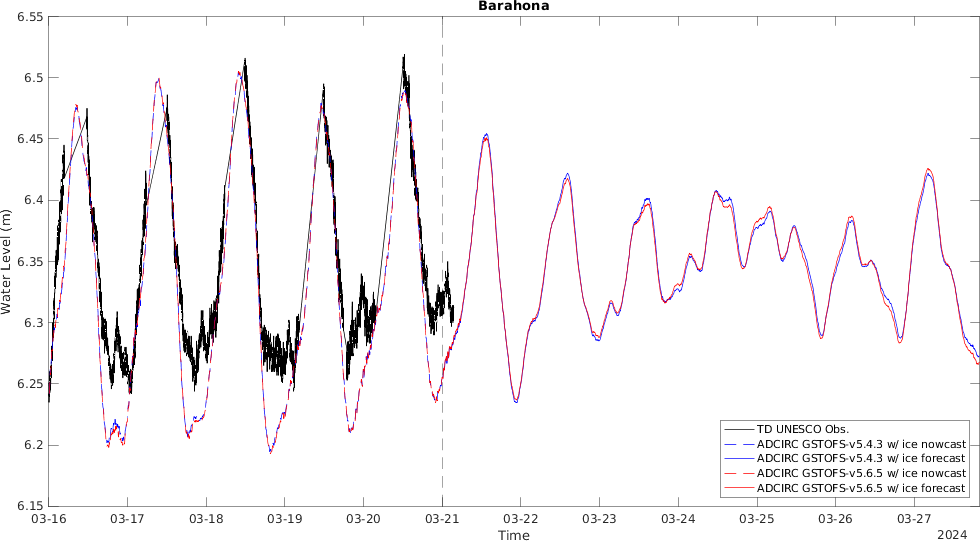 Barahona
6.55
6.5
6.45
6.4
6.35
6.3
6.25
6.2
6.15
Water Level (m)
TD UNESCO Obs.
ADCIRC GSTOFS-v5.4.3 w/ ice nowcast
ADCIRC GSTOFS-v5.4.3 w/ ice forecast
ADCIRC GSTOFS-v5.6.5 w/ ice nowcast
ADCIRC GSTOFS-v5.6.5 w/ ice forecast
03-16 03-17 03-18 03-19 03-20 03-21 03-22 03-23 03-24 03-25 03-26 03-27
Time
2024